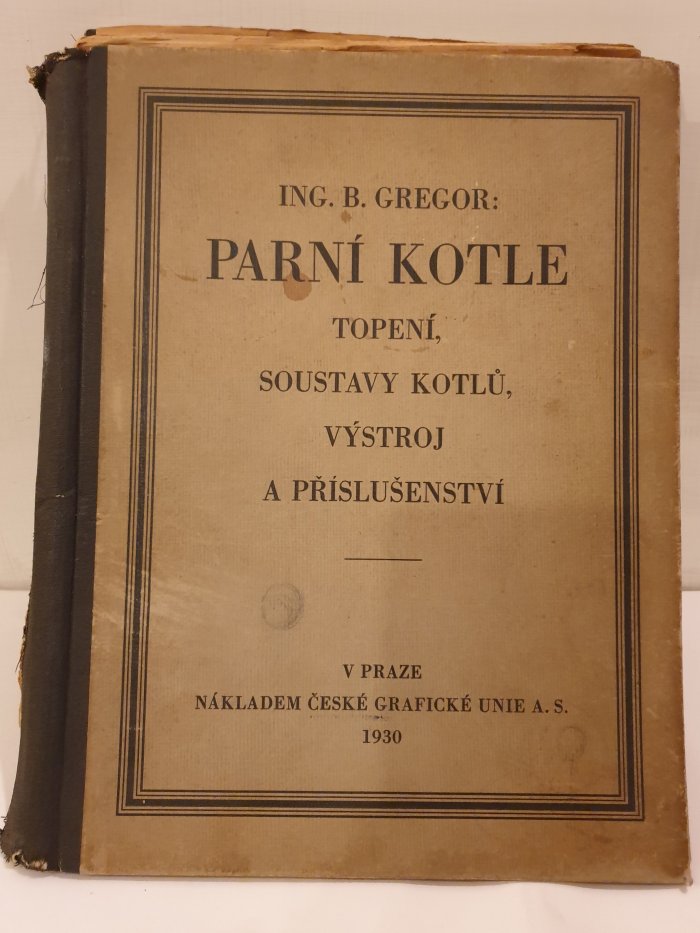 ING. B. GREGOR:
PARNÍ KOTLE
TOPENÍ,
SOUSTAVY KOTLŮ,
VÝSTROJ
A PŘÍSLUŠENSTVÍ
V PRAZE
NÁKLADEM ČESKÉ GRAFICKÉ UNIE A. S.
1930